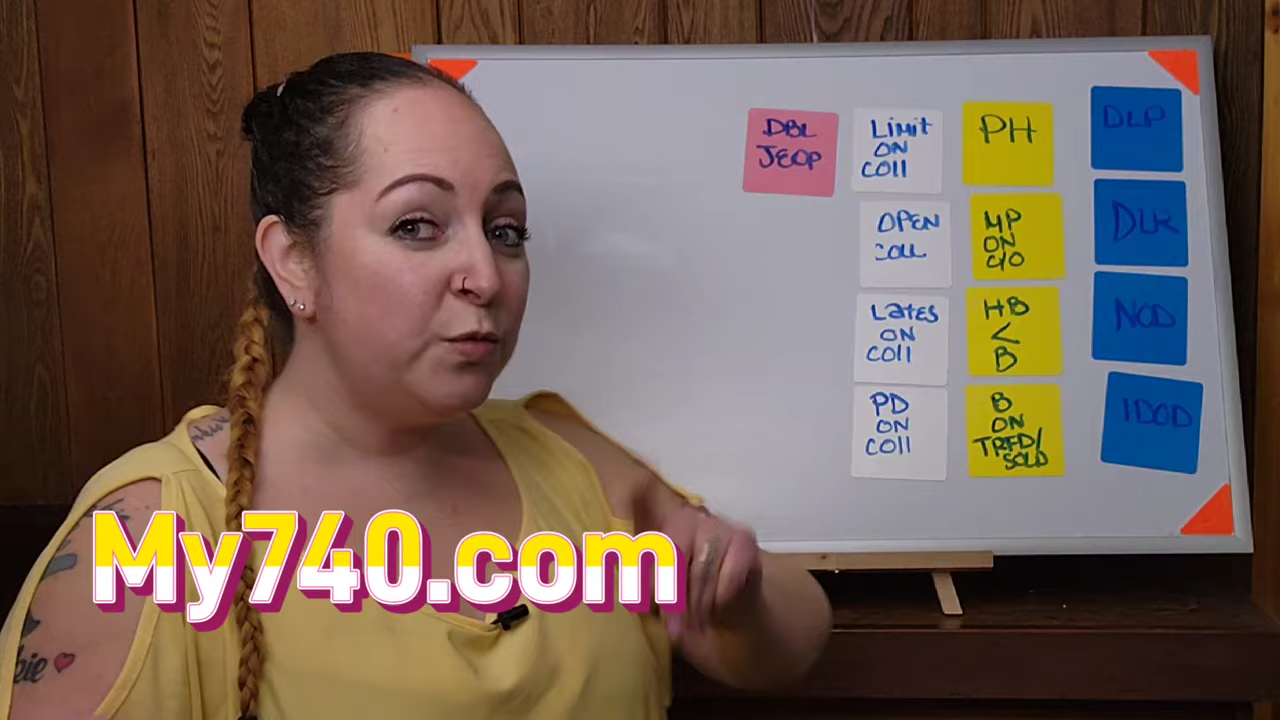 DBL
JEOP
Limit
ON
COll
OPEN
COLL
Lates
ON
COll
PD
ON
COll
PH
MP
ON
C/O
HB
<
B
B
ON
TRFD/
SOLD
DLP
DLR
NOD
IDOD
My740.com
kie